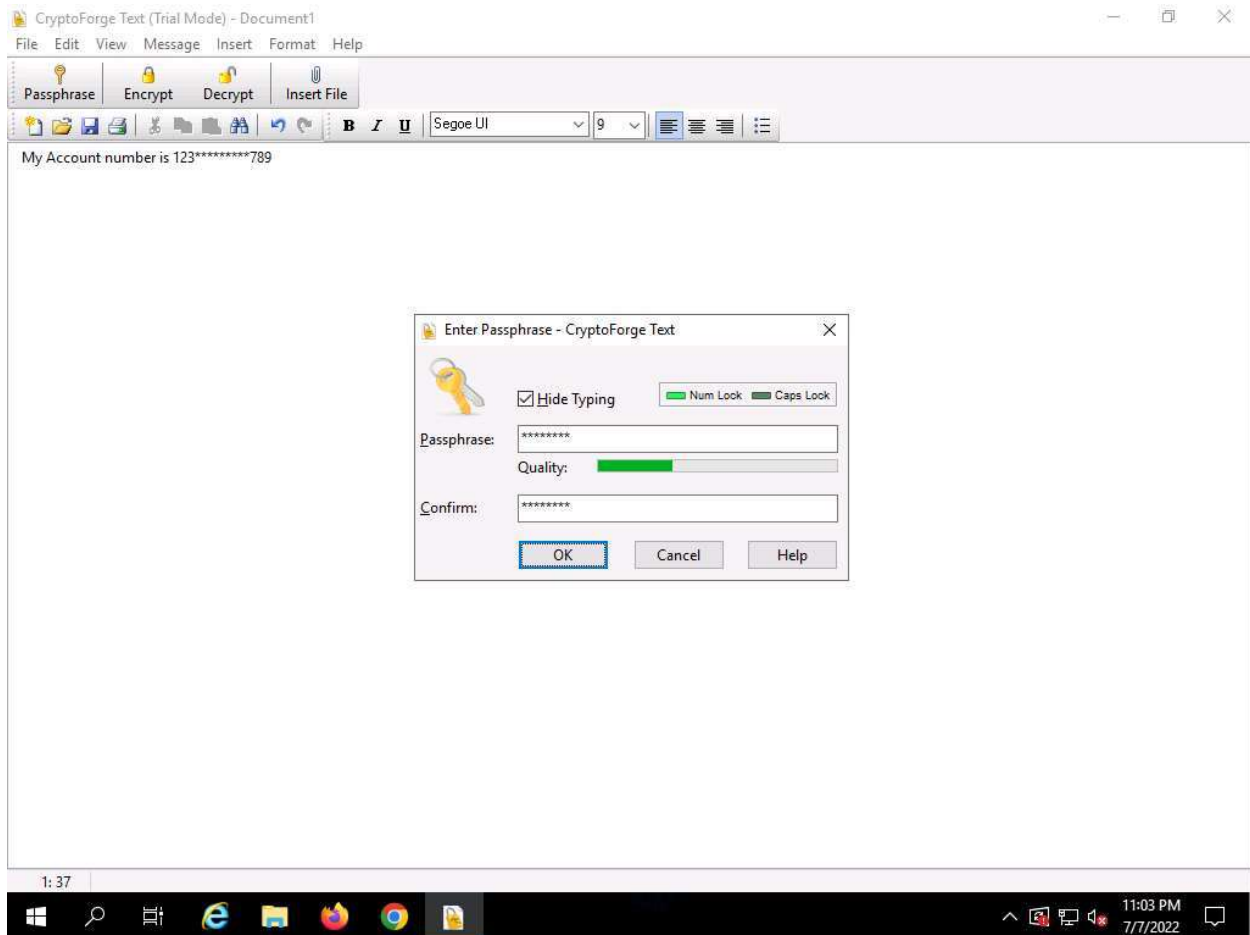 CryptoForge Text (Trial Mode) - Document1
File Edit View Message Insert Format Help
Passphrase Encrypt Decrypt Insert File
B I U Segoe UI 9
My Account number is 123*********789
Enter Passphrase - CryptoForge Text
Hide Typing Num Lock Caps Lock
Passphrase: ********
Quality:
Confirm: ********
OK Cancel Help
1: 37
11:03 PM
7/7/2022